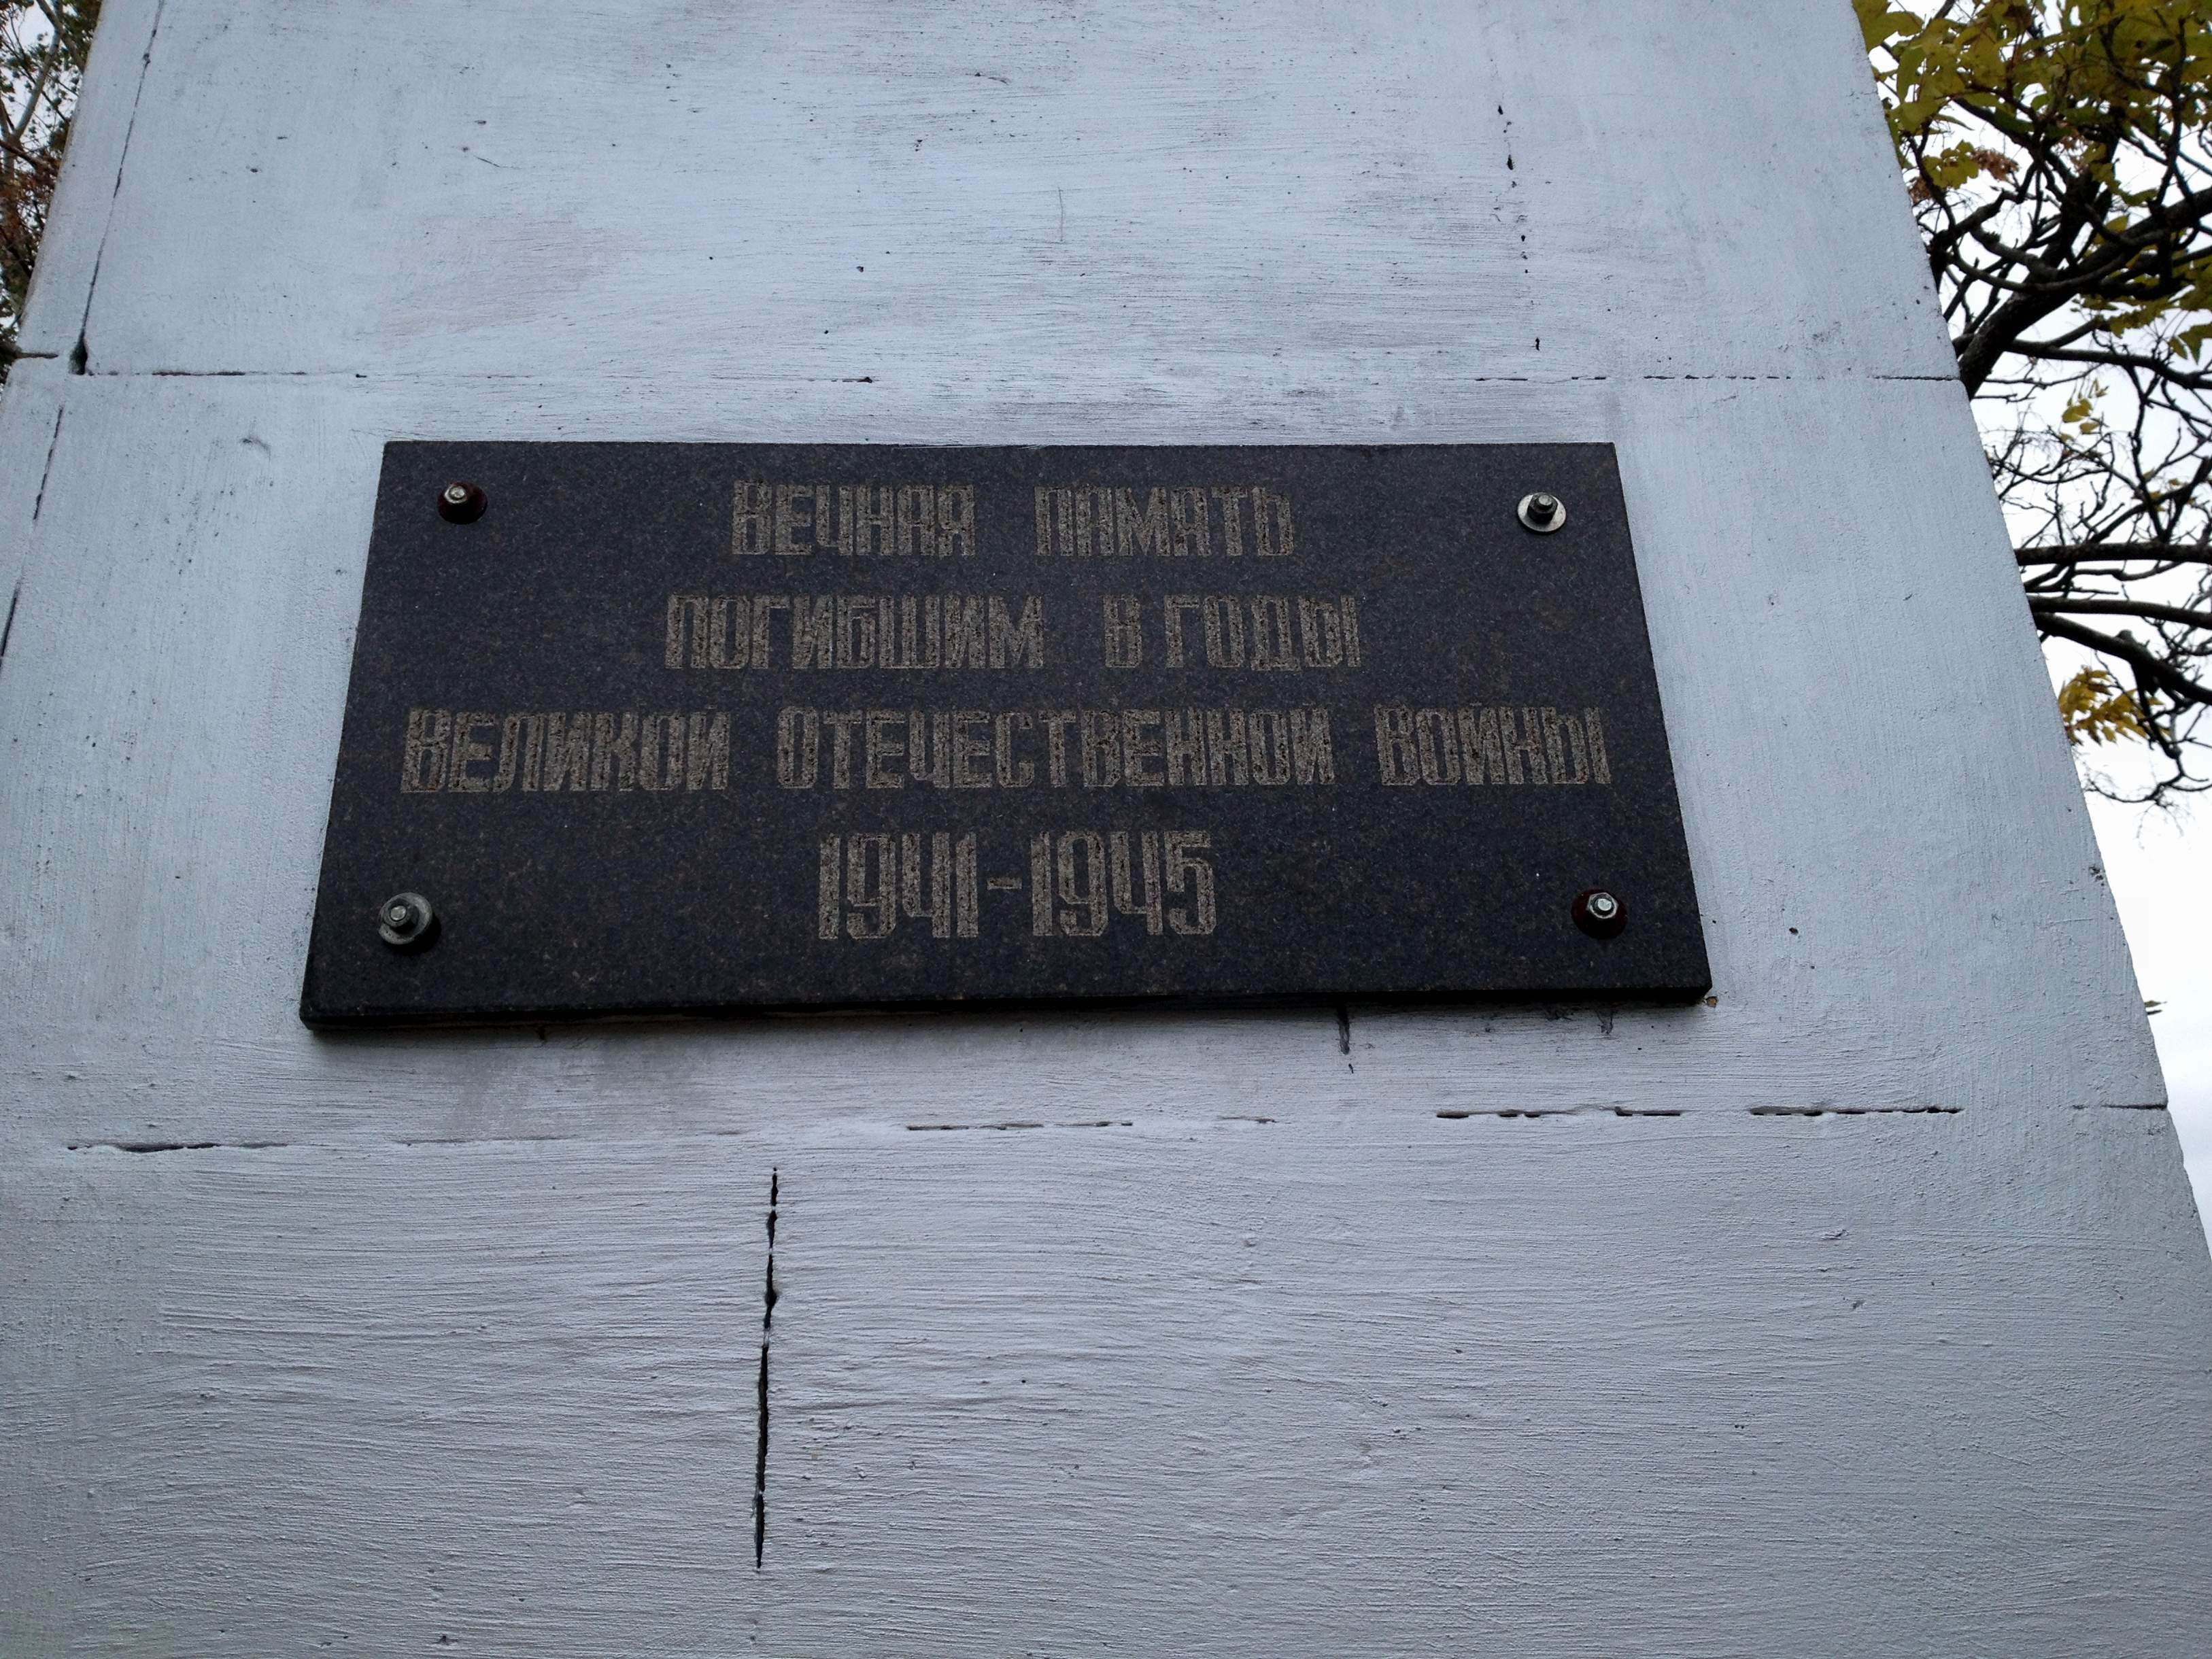 ВЕЧНАЯ ПАМЯТЬ
ПОГИБШИМ В ГОДЫ
ВЕЛИКОЙ ОТЕЧЕСТВЕННОЙ ВОЙНЫ
1941-1945